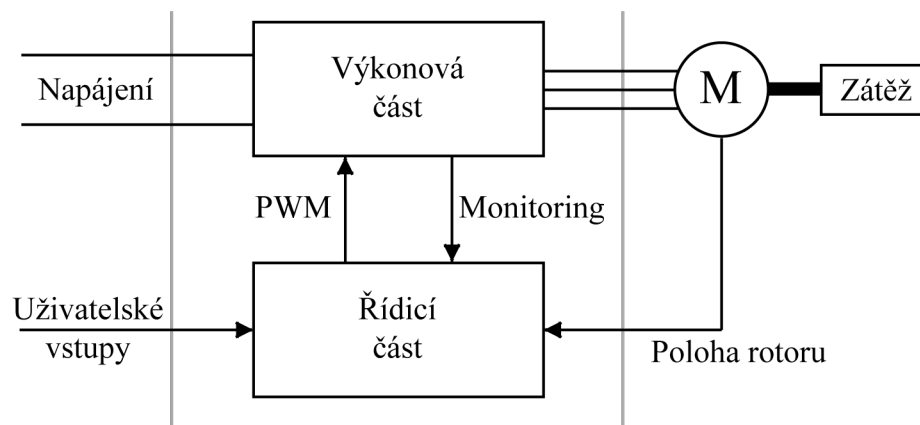 Napájení
Výkonová
část
M
Zátěž
PWM
Monitoring
Uživatelské
vstupy
Řídicí
část
Poloha rotoru